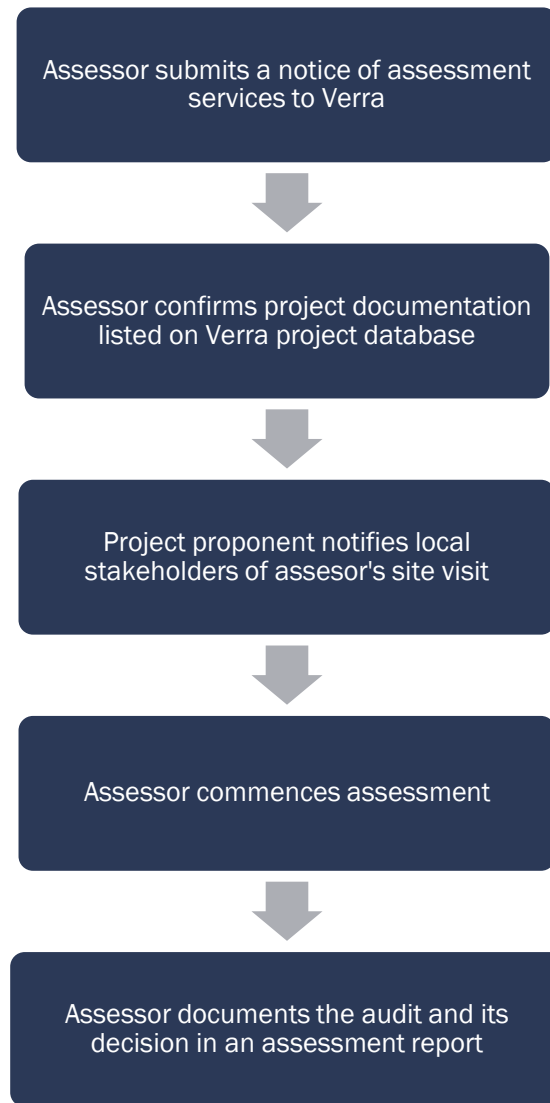 Assessor submits a notice of assessment
services to Verra
Assessor confirms project documentation
listed on Verra project database
Project proponent notifies local
stakeholders of assesor's site visit
Assessor commences assessment
Assessor documents the audit and its
decision in an assessment report